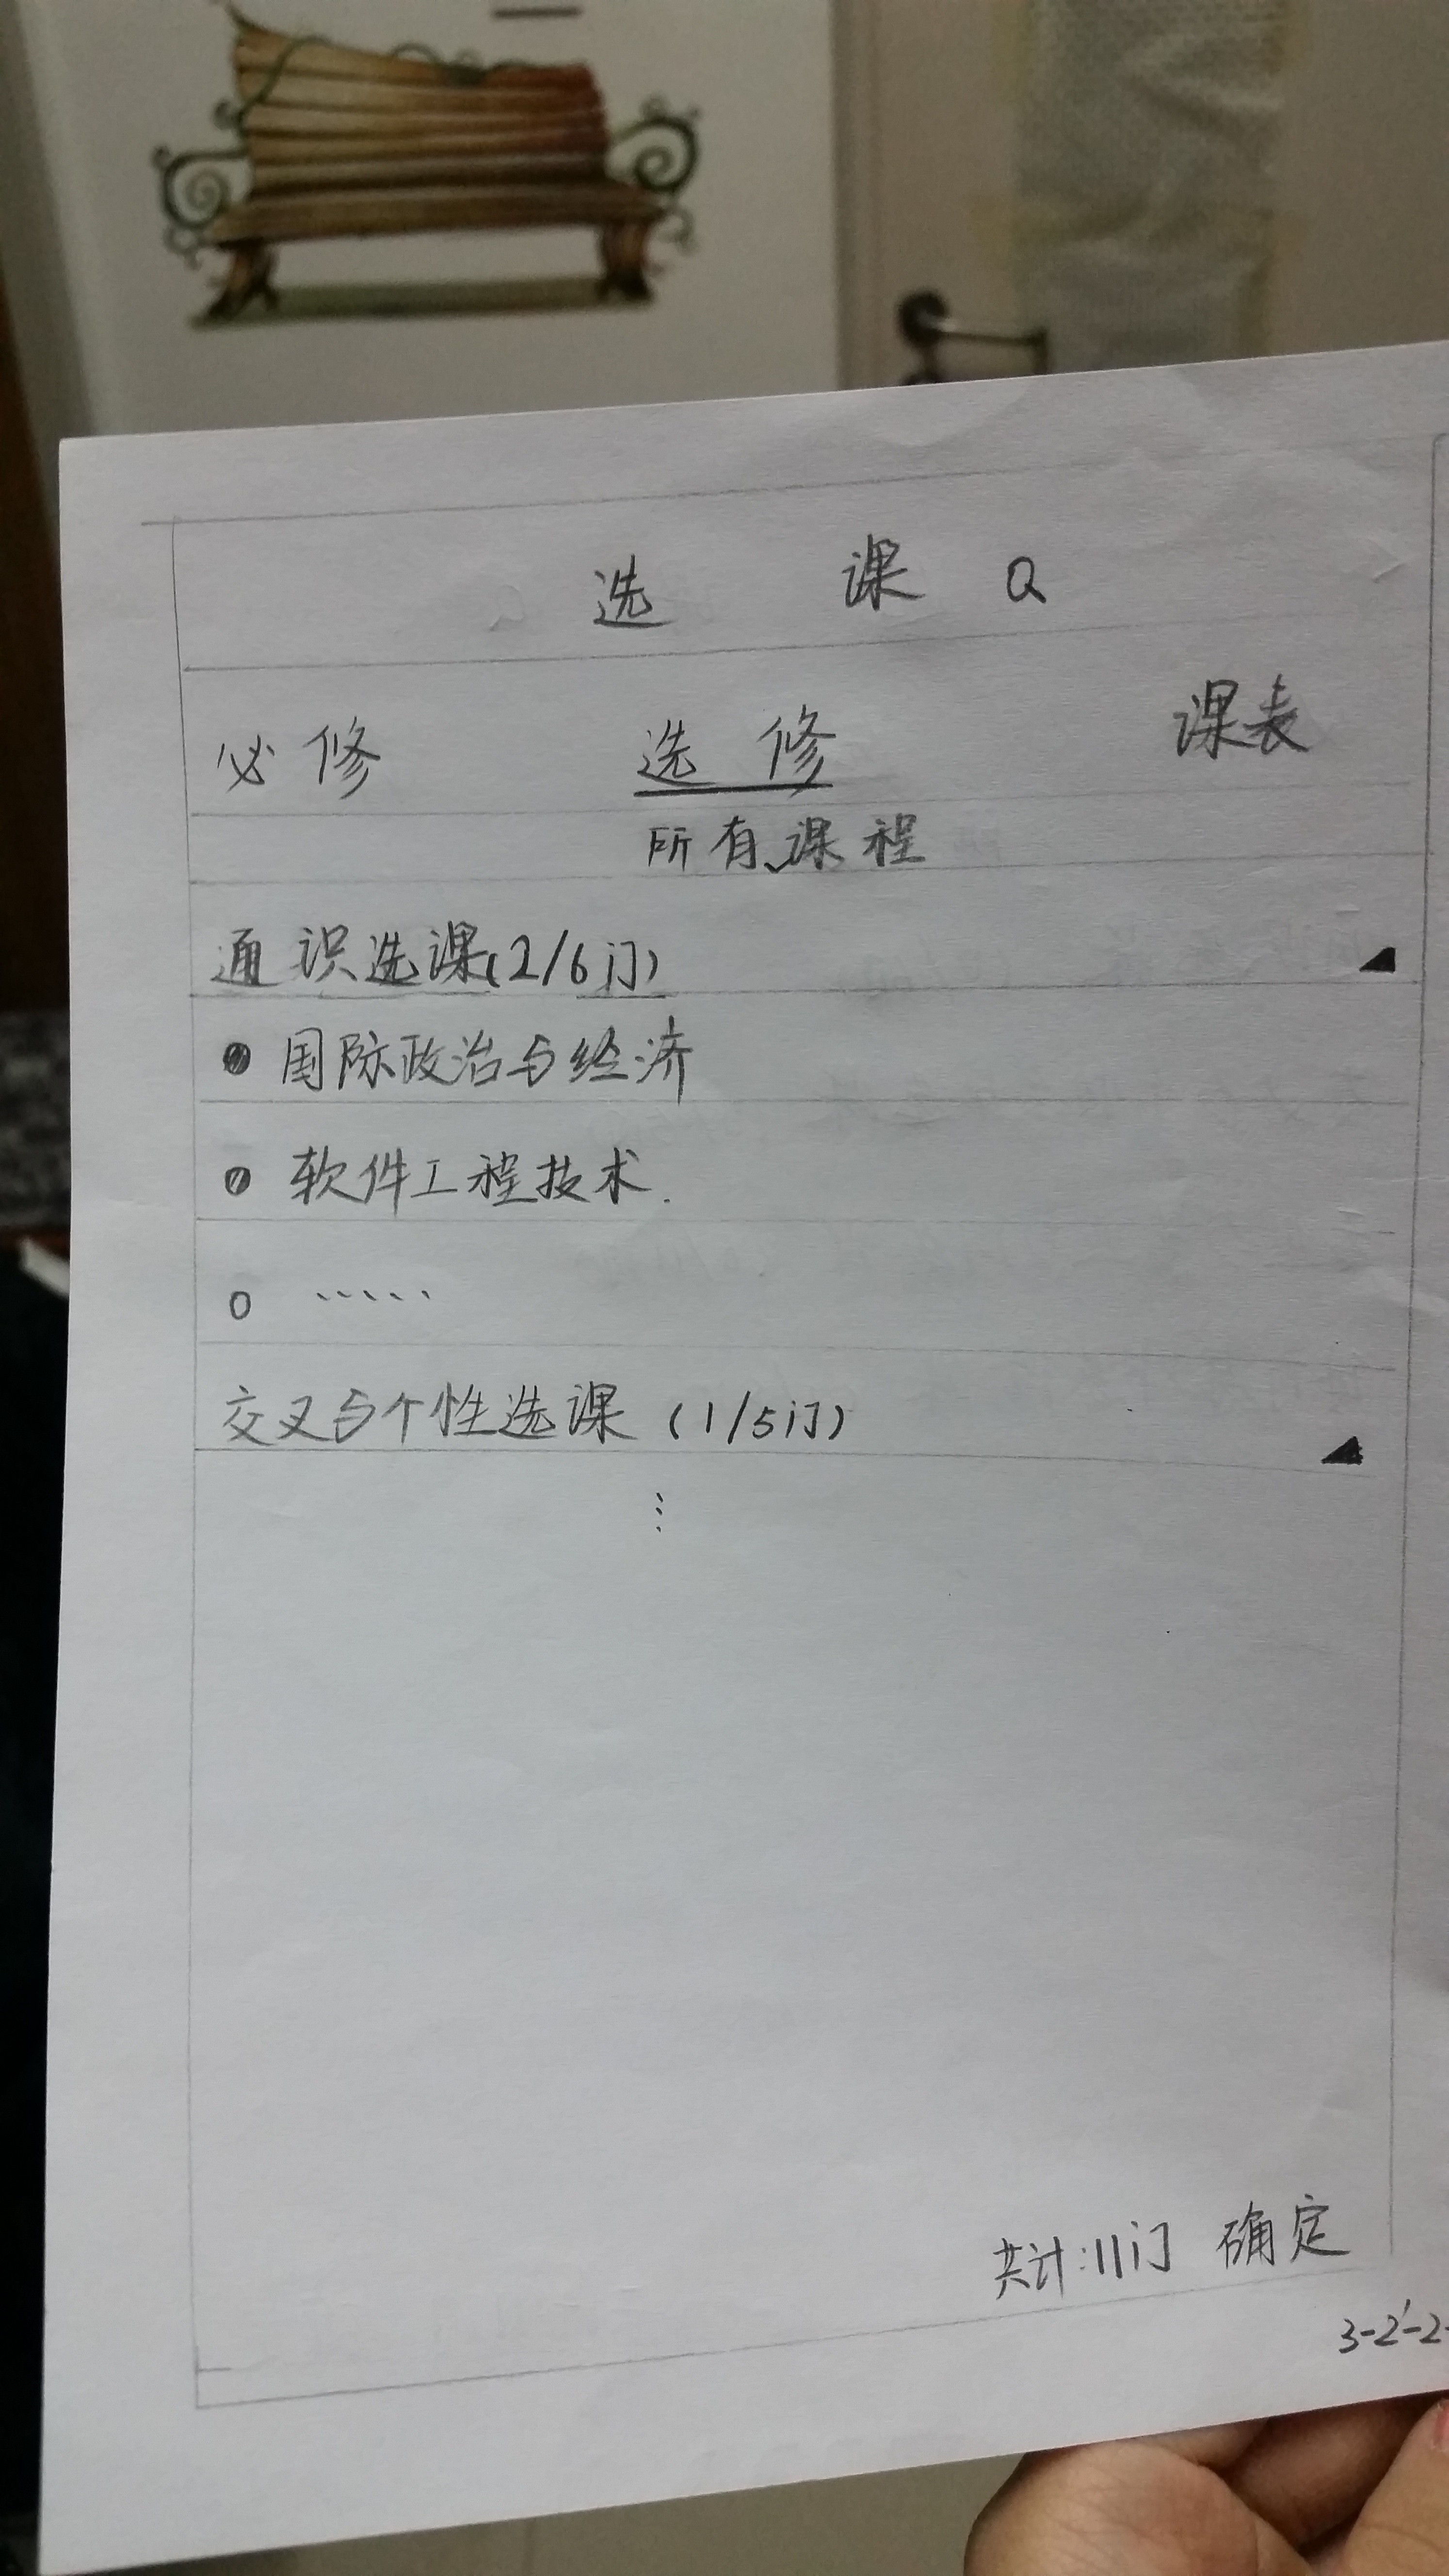 选 课
必修 选修 课表
所有课程
通识选课(2/6门)
国际政治与经济
软件工程技术.
……
交叉与个性选课 (1/5门)
⋮
共计:11门 确定
3-2'-2-